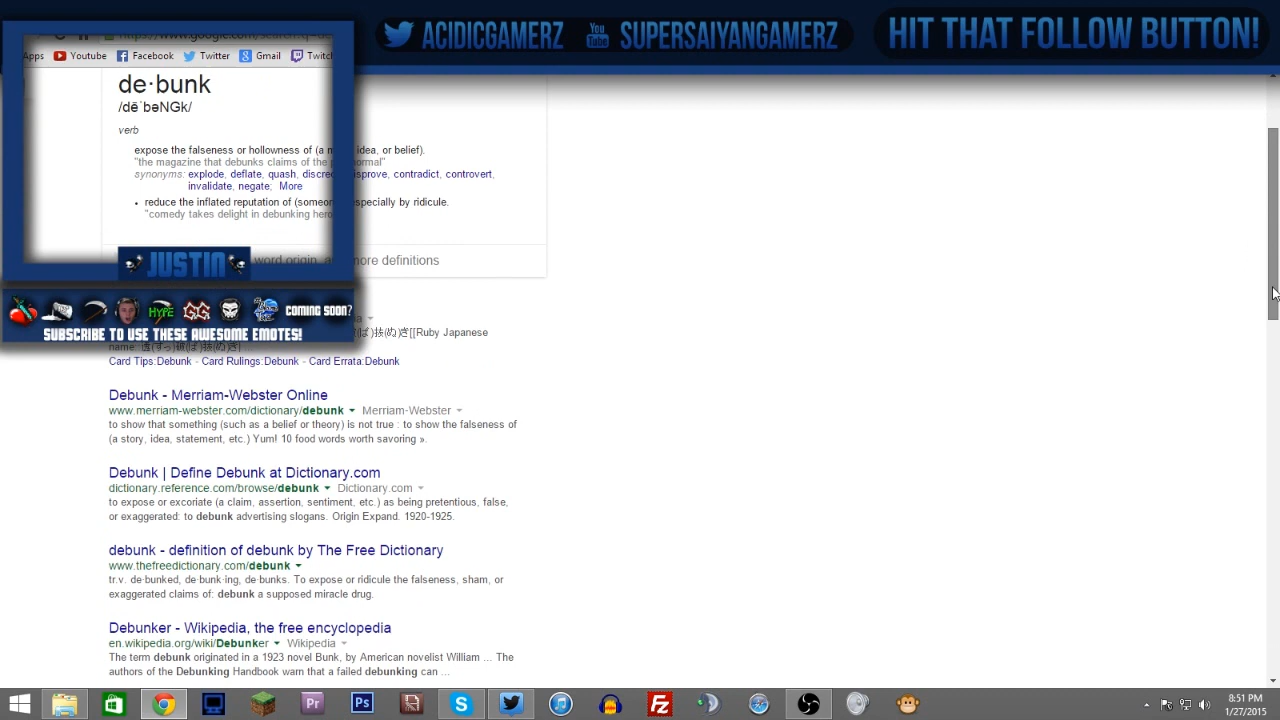 ACIDICGAMERZ You Tube SUPERSAIYANGAMERZ HIT THAT FOLLOW BUTTON!
Apps Youtube Facebook Twitter Gmail Twitch
de·bunk
/dēˈbəNGk/
verb
expose the falseness or hollowness of (a idea, or belief).
"the magazine that debunks claims of the
synonyms: explode, deflate, quash, contradict, controvert,
invalidate, negate; More
• reduce the inflated reputation of especially by ridicule.
"comedy takes delight in debunking
JUSTIN word origin, more definitions
HYPE GG COMING SOON?
SUBSCRIBE TO USE THESE AWESOME EMOTES!
[[Ruby Japanese
name:
Card Tips:Debunk - Card Rulings:Debunk - Card Errata:Debunk
Debunk - Merriam-Webster Online
www.merriam-webster.com/dictionary/debunk Merriam-Webster
to show that something (such as a belief or theory) is not true : to show the falseness of
(a story, idea, statement, etc.) Yum! 10 food words worth savoring ».
Debunk | Define Debunk at Dictionary.com
dictionary.reference.com/browse/debunk Dictionary.com
to expose or excoriate (a claim, assertion, sentiment, etc.) as being pretentious, false,
or exaggerated: to debunk advertising slogans. Origin Expand. 1920-1925.
debunk - definition of debunk by The Free Dictionary
www.thefreedictionary.com/debunk
tr.v. de·bunked, de·bunk·ing, de·bunks. To expose or ridicule the falseness, sham, or
exaggerated claims of: debunk a supposed miracle drug.
Debunker - Wikipedia, the free encyclopedia
en.wikipedia.org/wiki/Debunker Wikipedia
The term debunk originated in a 1923 novel Bunk, by American novelist William ... The
authors of the Debunking Handbook warn that a failed debunking can ...
Pr Ps Fz 8:51 PM
1/27/2015